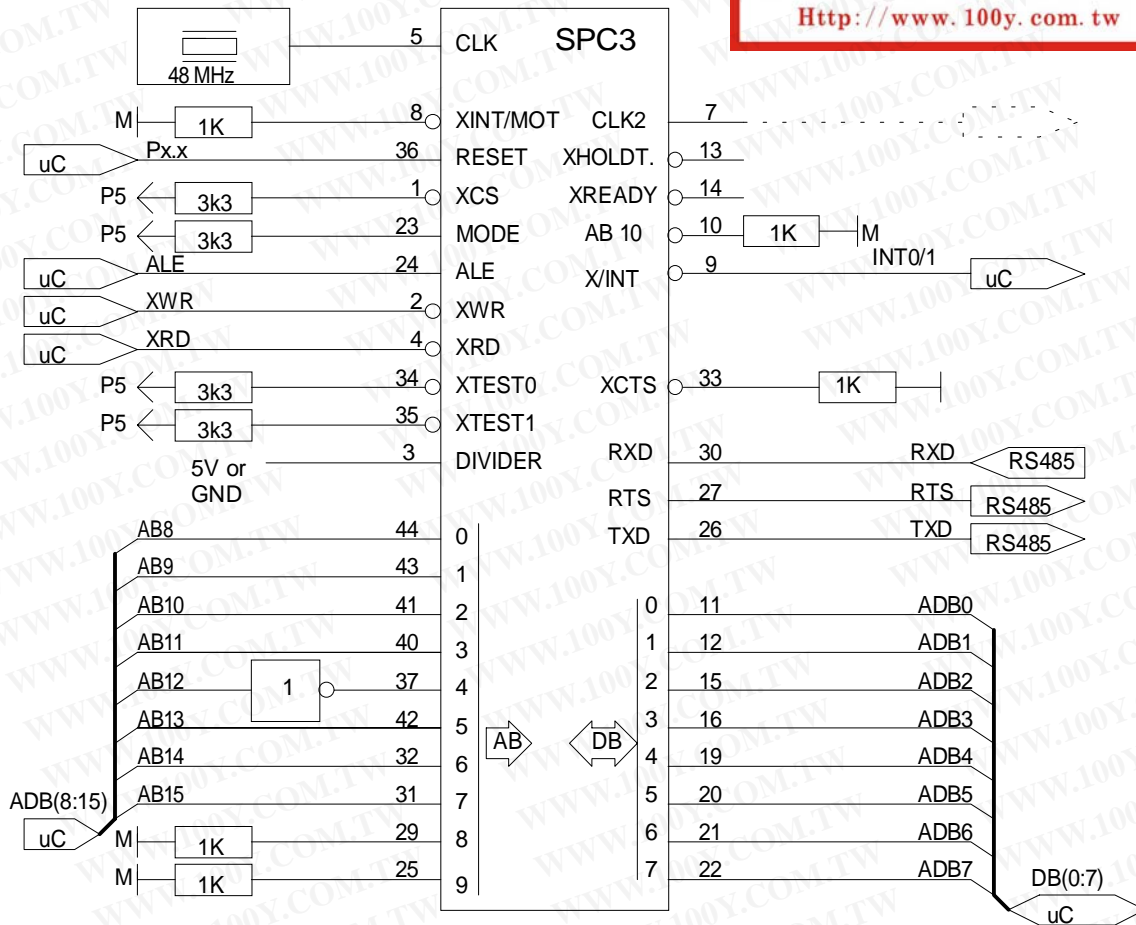 Http://www.100y.com.tw
SPC3
48 MHz
5 CLK
M 1K 8 XINT/MOT
uC Px.x 36 RESET
P5 3k3 1 XCS
P5 3k3 23 MODE
uC ALE 24 ALE
uC XWR 2 XWR
uC XRD 4 XRD
P5 3k3 34 XTEST0
P5 3k3 35 XTEST1
5V or GND 3 DIVIDER
CLK2 7
XHOLDT. 13
XREADY 14
AB 10 10 1K M
X/INT 9 INT0/1 uC
XCTS 33 1K
RXD 30 RXD RS485
RTS 27 RTS RS485
TXD 26 TXD RS485
AB8 44 0
AB9 43 1
AB10 41 2
AB11 40 3
AB12 1 37 4
AB13 42 5
AB14 32 6
AB15 31 7
ADB(8:15)
uC
M 1K 29 8
M 1K 25 9
AB
DB
0 11 ADB0
1 12 ADB1
2 15 ADB2
3 16 ADB3
4 19 ADB4
5 20 ADB5
6 21 ADB6
7 22 ADB7
DB(0:7)
uC
WWW.100Y.COM.TW